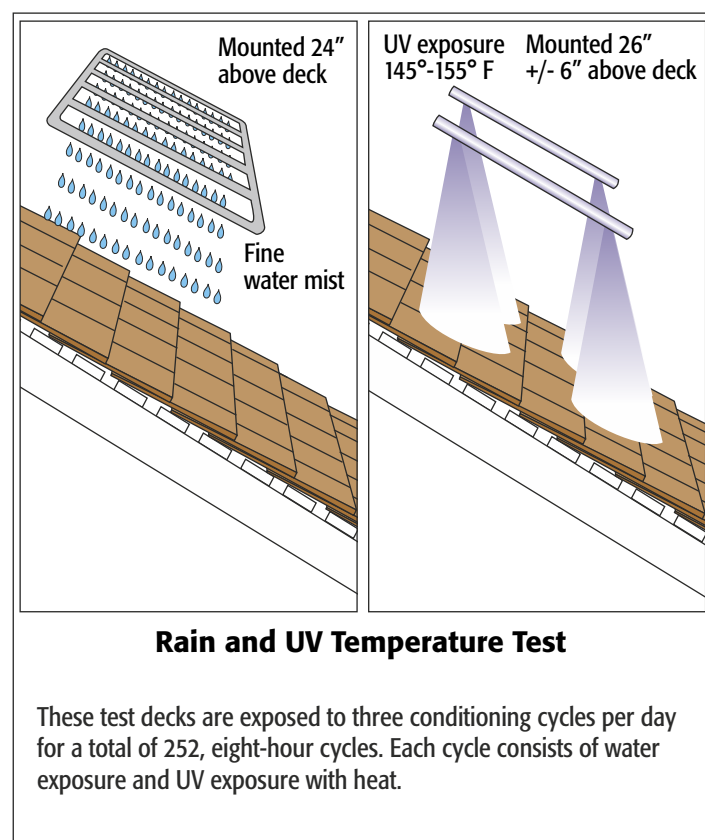 Mounted 24”
above deck
Fine
water mist
UV exposure
145°-155° F
Mounted 26”
+/- 6” above deck
Rain and UV Temperature Test
These test decks are exposed to three conditioning cycles per day
for a total of 252, eight-hour cycles. Each cycle consists of water
exposure and UV exposure with heat.